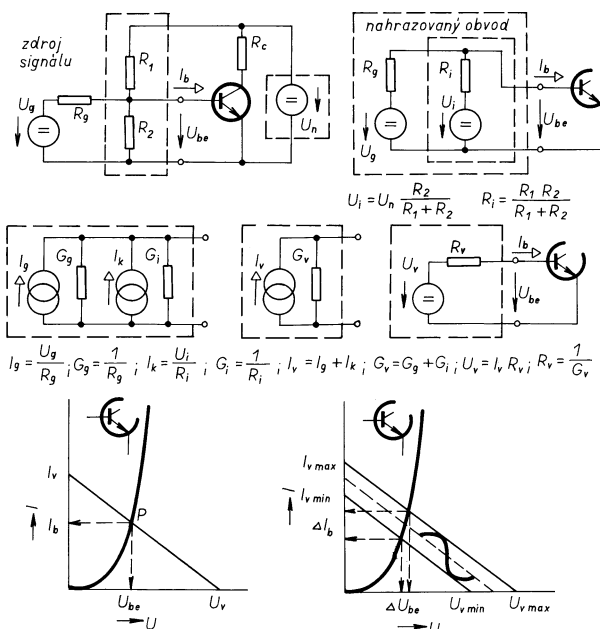 zdroj
signálu
R1
Rc
Ib
Ug
Rg
R2
Ube
Un
nahrazovaný obvod
Rg
Ri
Ib
Ui
Ug
Ube
Ui = Un R2 / (R1 + R2)
Ri = R1 R2 / (R1 + R2)
Ig
Gg
Ik
Gi
Iv
Gv
Uv
Rv
Ib
Ube
Ig = Ug / Rg ; Gg = 1 / Rg ; Ik = Ui / Ri ; Gi = 1 / Ri ; Iv = Ig + Ik ; Gv = Gg + Gi ; Uv = Iv Rv ; Rv = 1 / Gv
Iv
I
Ib
P
Ube
Uv
U
Iv max
Iv min
I
ΔIb
ΔUbe
Uv min
Uv max
U